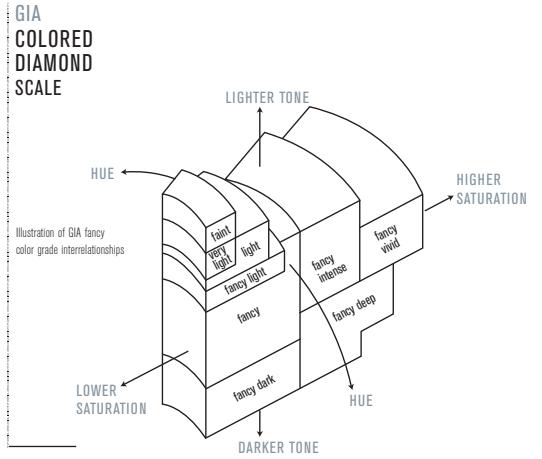 GIA
COLORED
DIAMOND
SCALE
LIGHTER TONE
HUE
HIGHER
SATURATION
Illustration of GIA fancy
color grade interrelationships
faint
very
light
light
fancy light
fancy
fancy
intense
fancy
vivid
fancy deep
fancy dark
LOWER
SATURATION
HUE
DARKER TONE